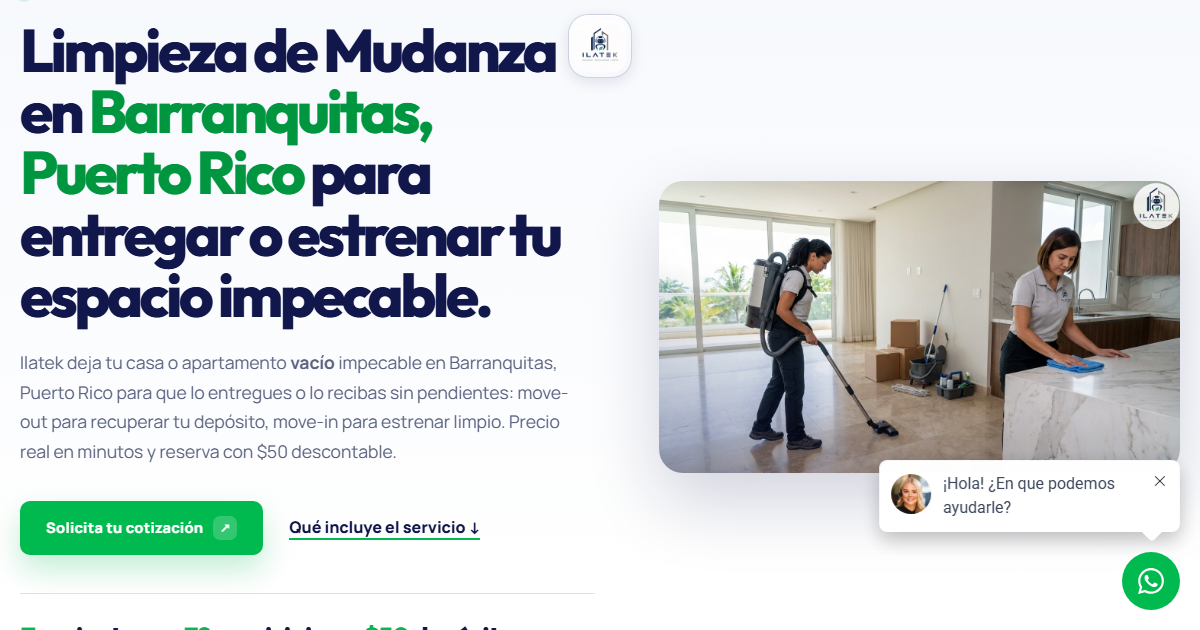 Limpieza de Mudanza
en Barranquitas,
Puerto Rico para
entregar o estrenar tu
espacio impecable.
ILATEK
Ilatek deja tu casa o apartamento vacío impecable en Barranquitas,
Puerto Rico para que lo entregues o lo recibas sin pendientes: move-
out para recuperar tu depósito, move-in para estrenar limpio. Precio
real en minutos y reserva con $50 descontable.
Solicita tu cotización ↗
Qué incluye el servicio ↓
ILATEK
¡Hola! ¿En que podemos
ayudarle?